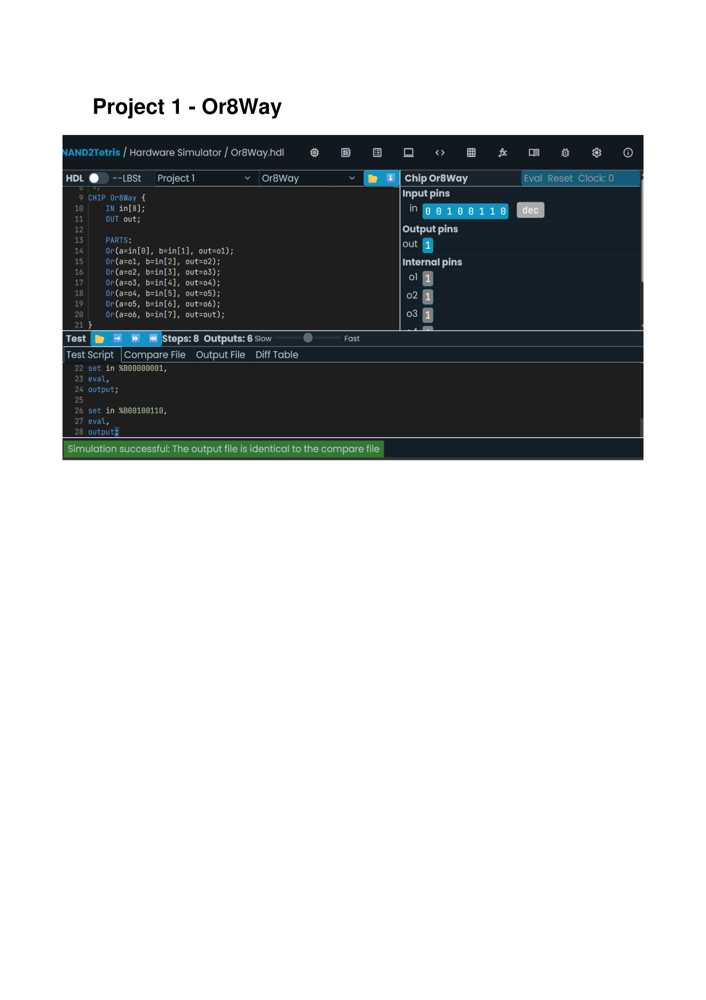 Project 1 - Or8Way
NAND2Tetris / Hardware Simulator / Or8Way.hdl
HDL --LBSt Project 1 Or8Way
8 */
9 CHIP Or8Way {
10 IN in[8];
11 OUT out;
12
13 PARTS:
14 Or(a=in[0], b=in[1], out=o1);
15 Or(a=o1, b=in[2], out=o2);
16 Or(a=o2, b=in[3], out=o3);
17 Or(a=o3, b=in[4], out=o4);
18 Or(a=o4, b=in[5], out=o5);
19 Or(a=o5, b=in[6], out=o6);
20 Or(a=o6, b=in[7], out=out);
21 }
Chip Or8Way Eval Reset Clock: 0
Input pins
in 0 0 1 0 0 1 1 0 dec
Output pins
out 1
Internal pins
o1 1
o2 1
o3 1
Test Steps: 8 Outputs: 6 Slow Fast
Test Script Compare File Output File Diff Table
22 set in %B00000001,
23 eval,
24 output;
25
26 set in %B00100110,
27 eval,
28 output;
Simulation successful: The output file is identical to the compare file